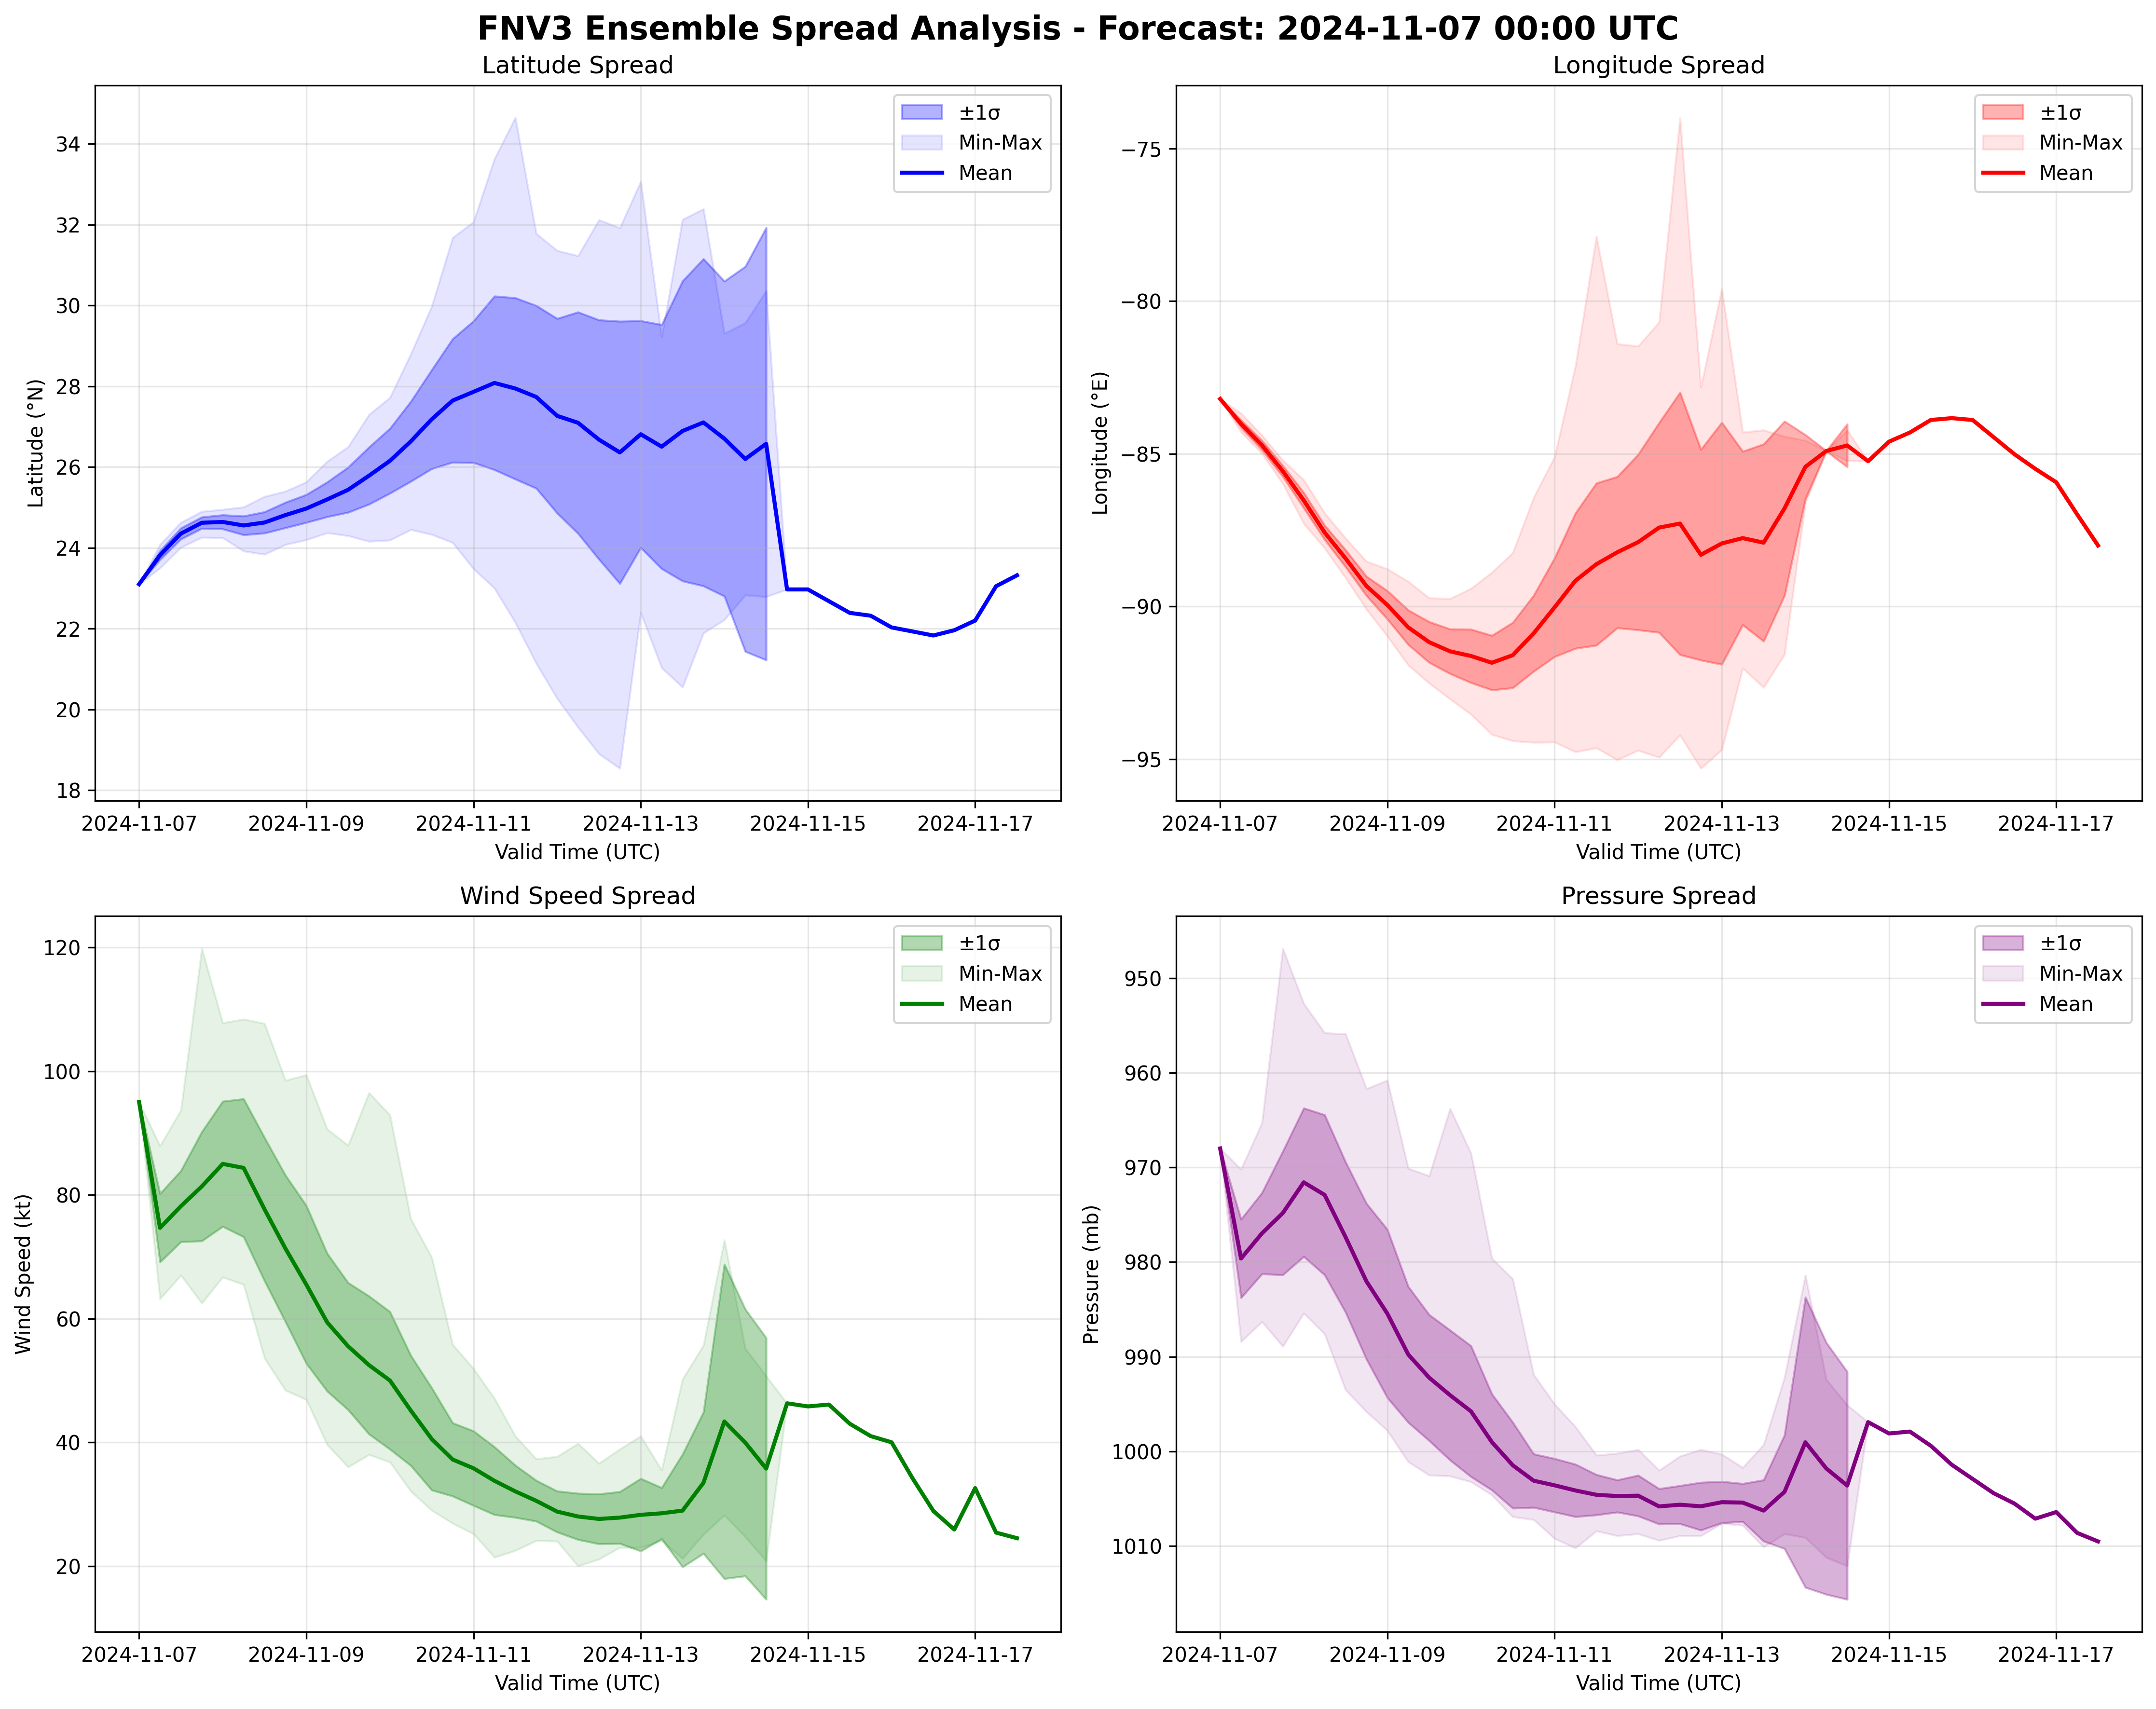 FNV3 Ensemble Spread Analysis - Forecast: 2024-11-07 00:00 UTC
Latitude Spread
±1σ
Min-Max
Mean
34
32
30
28
26
24
22
20
18
Latitude (°N)
2024-11-07 2024-11-09 2024-11-11 2024-11-13 2024-11-15 2024-11-17
Valid Time (UTC)
Longitude Spread
±1σ
Min-Max
Mean
−75
−80
−85
−90
−95
Longitude (°E)
2024-11-07 2024-11-09 2024-11-11 2024-11-13 2024-11-15 2024-11-17
Valid Time (UTC)
Wind Speed Spread
±1σ
Min-Max
Mean
120
100
80
60
40
20
Wind Speed (kt)
2024-11-07 2024-11-09 2024-11-11 2024-11-13 2024-11-15 2024-11-17
Valid Time (UTC)
Pressure Spread
±1σ
Min-Max
Mean
950
960
970
980
990
1000
1010
Pressure (mb)
2024-11-07 2024-11-09 2024-11-11 2024-11-13 2024-11-15 2024-11-17
Valid Time (UTC)